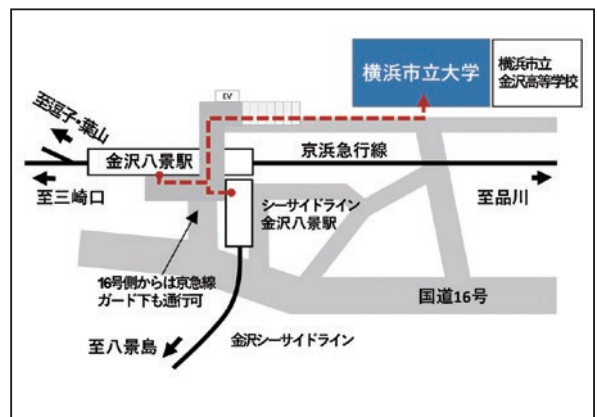 横浜市立大学
横浜市立
金沢高等学校
EV
至逗子・葉山
金沢八景駅
京浜急行線
至三崎口
至品川
シーサイドライン
金沢八景駅
16号側からは京急線
ガード下も通行可
国道16号
至八景島
金沢シーサイドライン